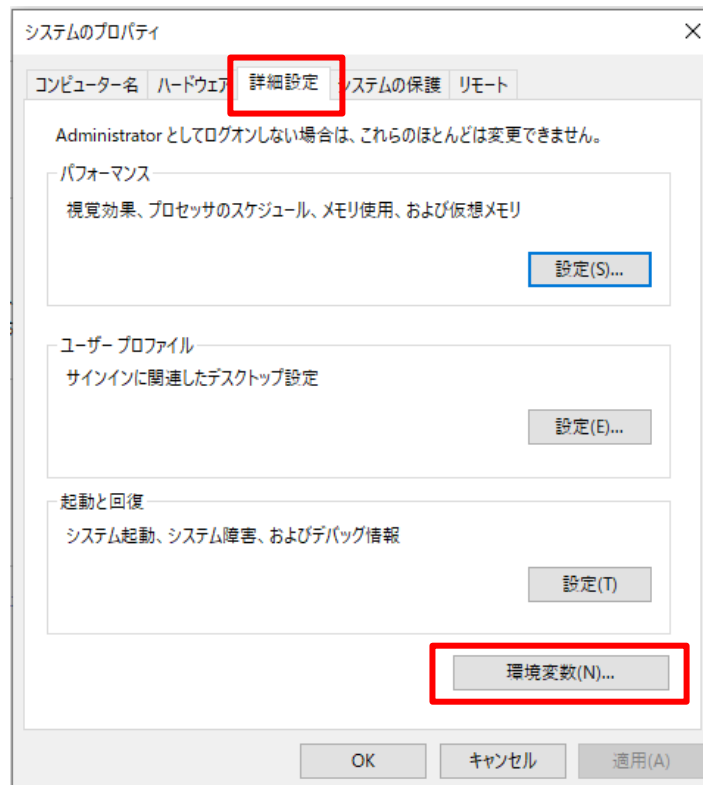 システムのプロパティ
コンピューター名 ハードウェア 詳細設定 システムの保護 リモート
Administrator としてログオンしない場合は、これらのほとんどは変更できません。
パフォーマンス
視覚効果、プロセッサのスケジュール、メモリ使用、および仮想メモリ
設定(S)...
ユーザー プロファイル
サインインに関連したデスクトップ設定
設定(E)...
起動と回復
システム起動、システム障害、およびデバッグ情報
設定(T)
環境変数(N)...
OK キャンセル 適用(A)